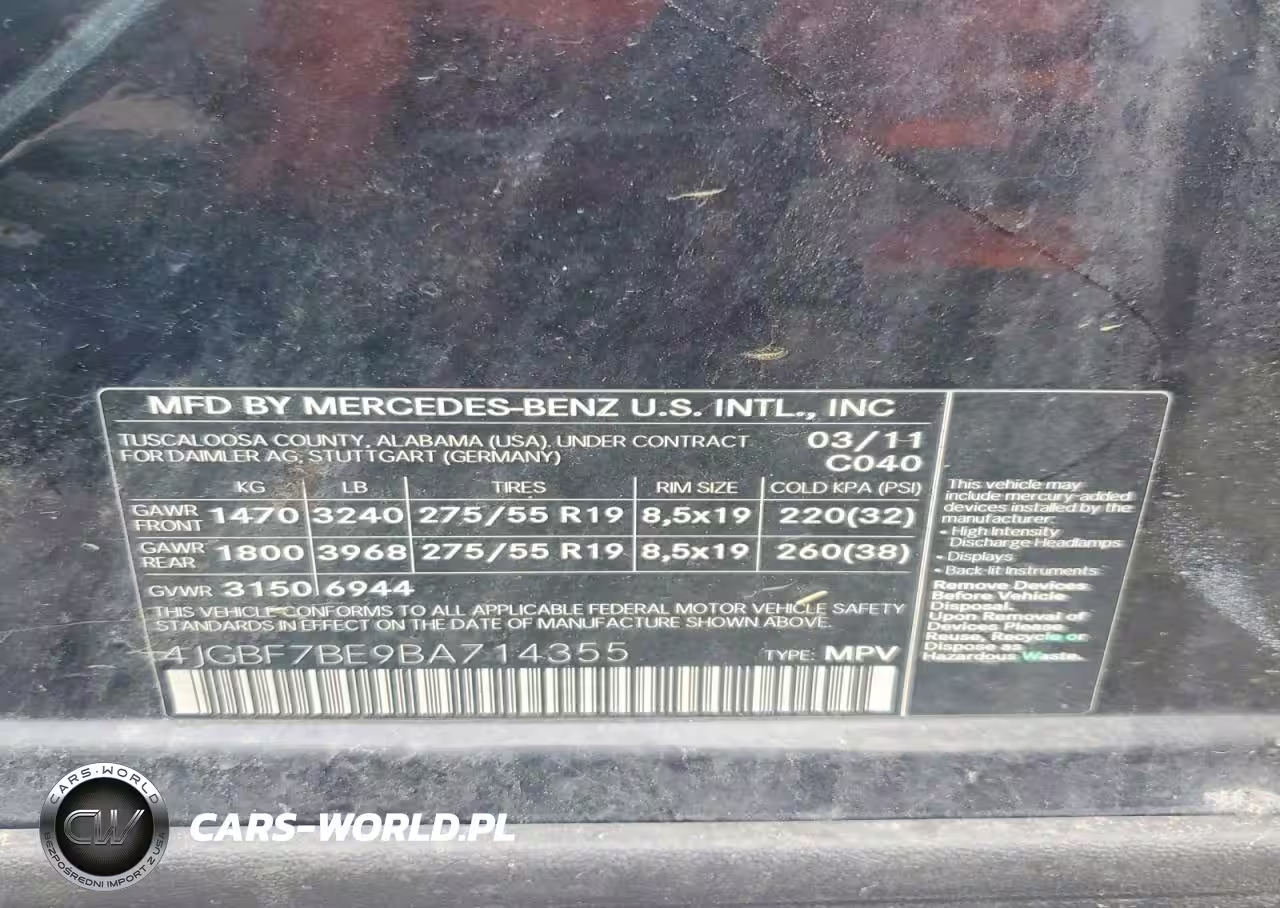 MFD BY MERCEDES-BENZ U.S. INTL., INC
TUSCALOOSA COUNTY, ALABAMA (USA), UNDER CONTRACT
FOR DAIMLER AG, STUTTGART (GERMANY)
03/11
C040
KG LB TIRES RIM SIZE COLD KPA (PSI)
GAWR FRONT 1470 3240 275/55 R19 8,5x19 220(32)
GAWR REAR 1800 3968 275/55 R19 8,5x19 260(38)
GVWR 3150 6944
THIS VEHICLE CONFORMS TO ALL APPLICABLE FEDERAL MOTOR VEHICLE SAFETY
STANDARDS IN EFFECT ON THE DATE OF MANUFACTURE SHOWN ABOVE.
4JGBF7BE9BA714355 TYPE: MPV
This vehicle may
include mercury-added
devices installed by the
manufacturer:
• High Intensity
Discharge Headlamps
• Displays
• Back-lit Instruments
Remove Devices
Before Vehicle
Disposal.
Upon Removal of
Devices Please
Reuse, Recycle or
Dispose as
Hazardous Waste.
CARS-WORLD
CW
BEZPOŚREDNI IMPORT Z USA
CARS-WORLD.PL